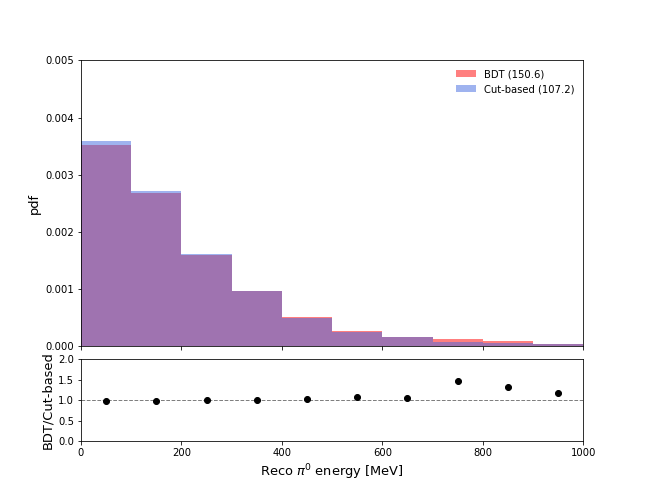 0.005
0.004
0.003
0.002
0.001
0.000
pdf
BDT (150.6)
Cut-based (107.2)
2.0
1.5
1.0
0.5
0.0
BDT/Cut-based
0 200 400 600 800 1000
Reco π⁰ energy [MeV]